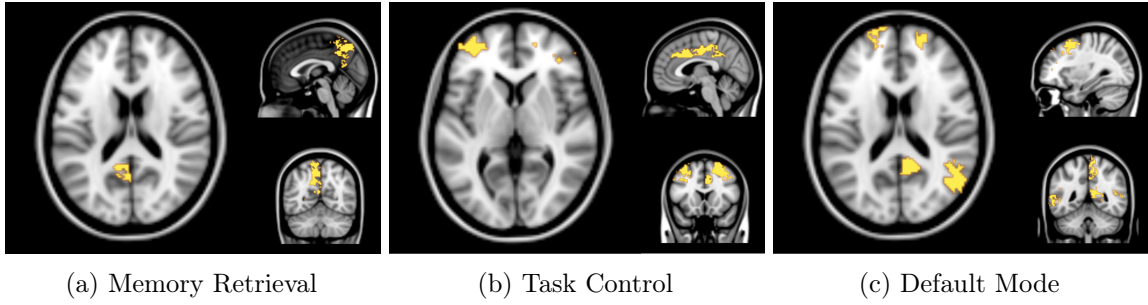 (a) Memory Retrieval
(b) Task Control
(c) Default Mode